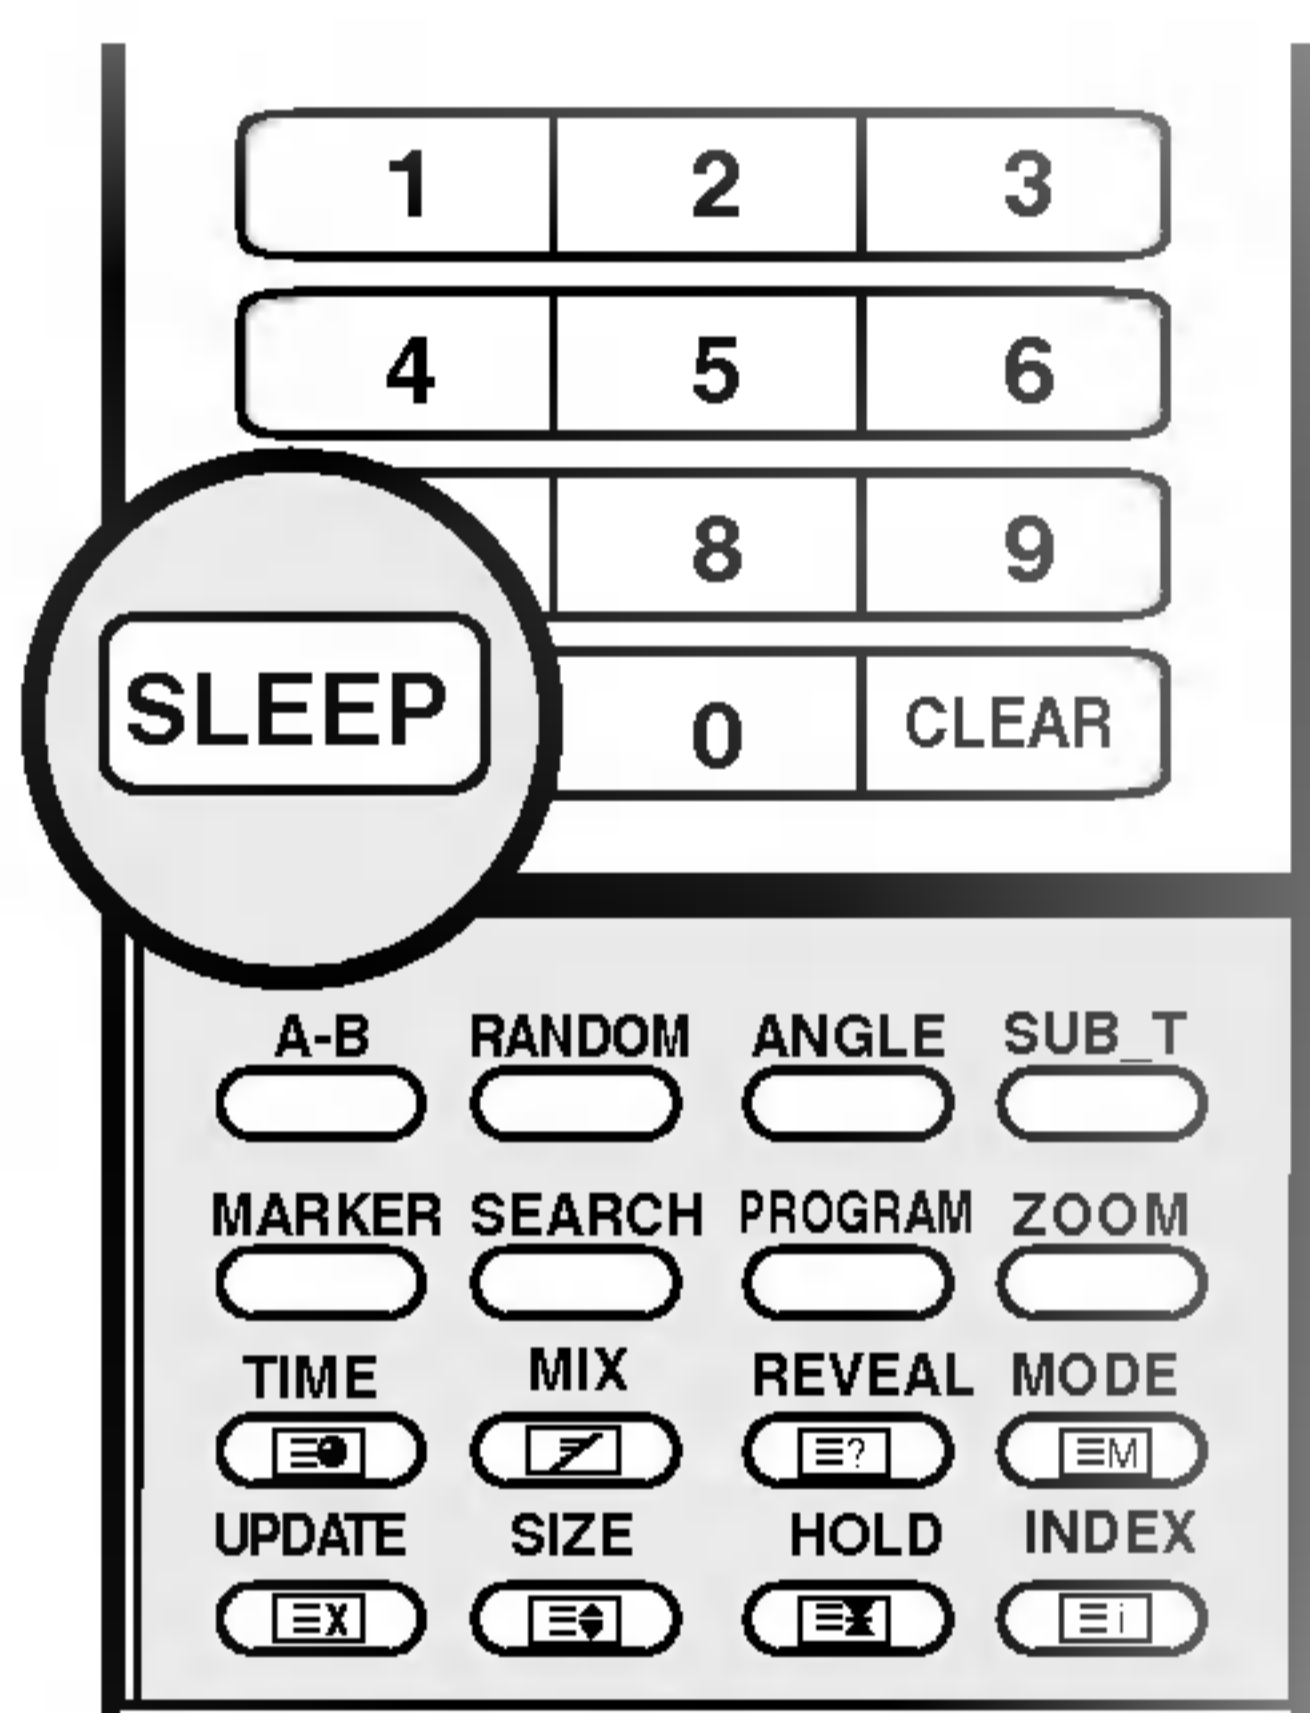 1 2 3
4 5 6
8 9
SLEEP 0 CLEAR
A-B RANDOM ANGLE SUB_T
MARKER SEARCH PROGRAM ZOOM
TIME MIX REVEAL MODE
? M
UPDATE SIZE HOLD INDEX
X i